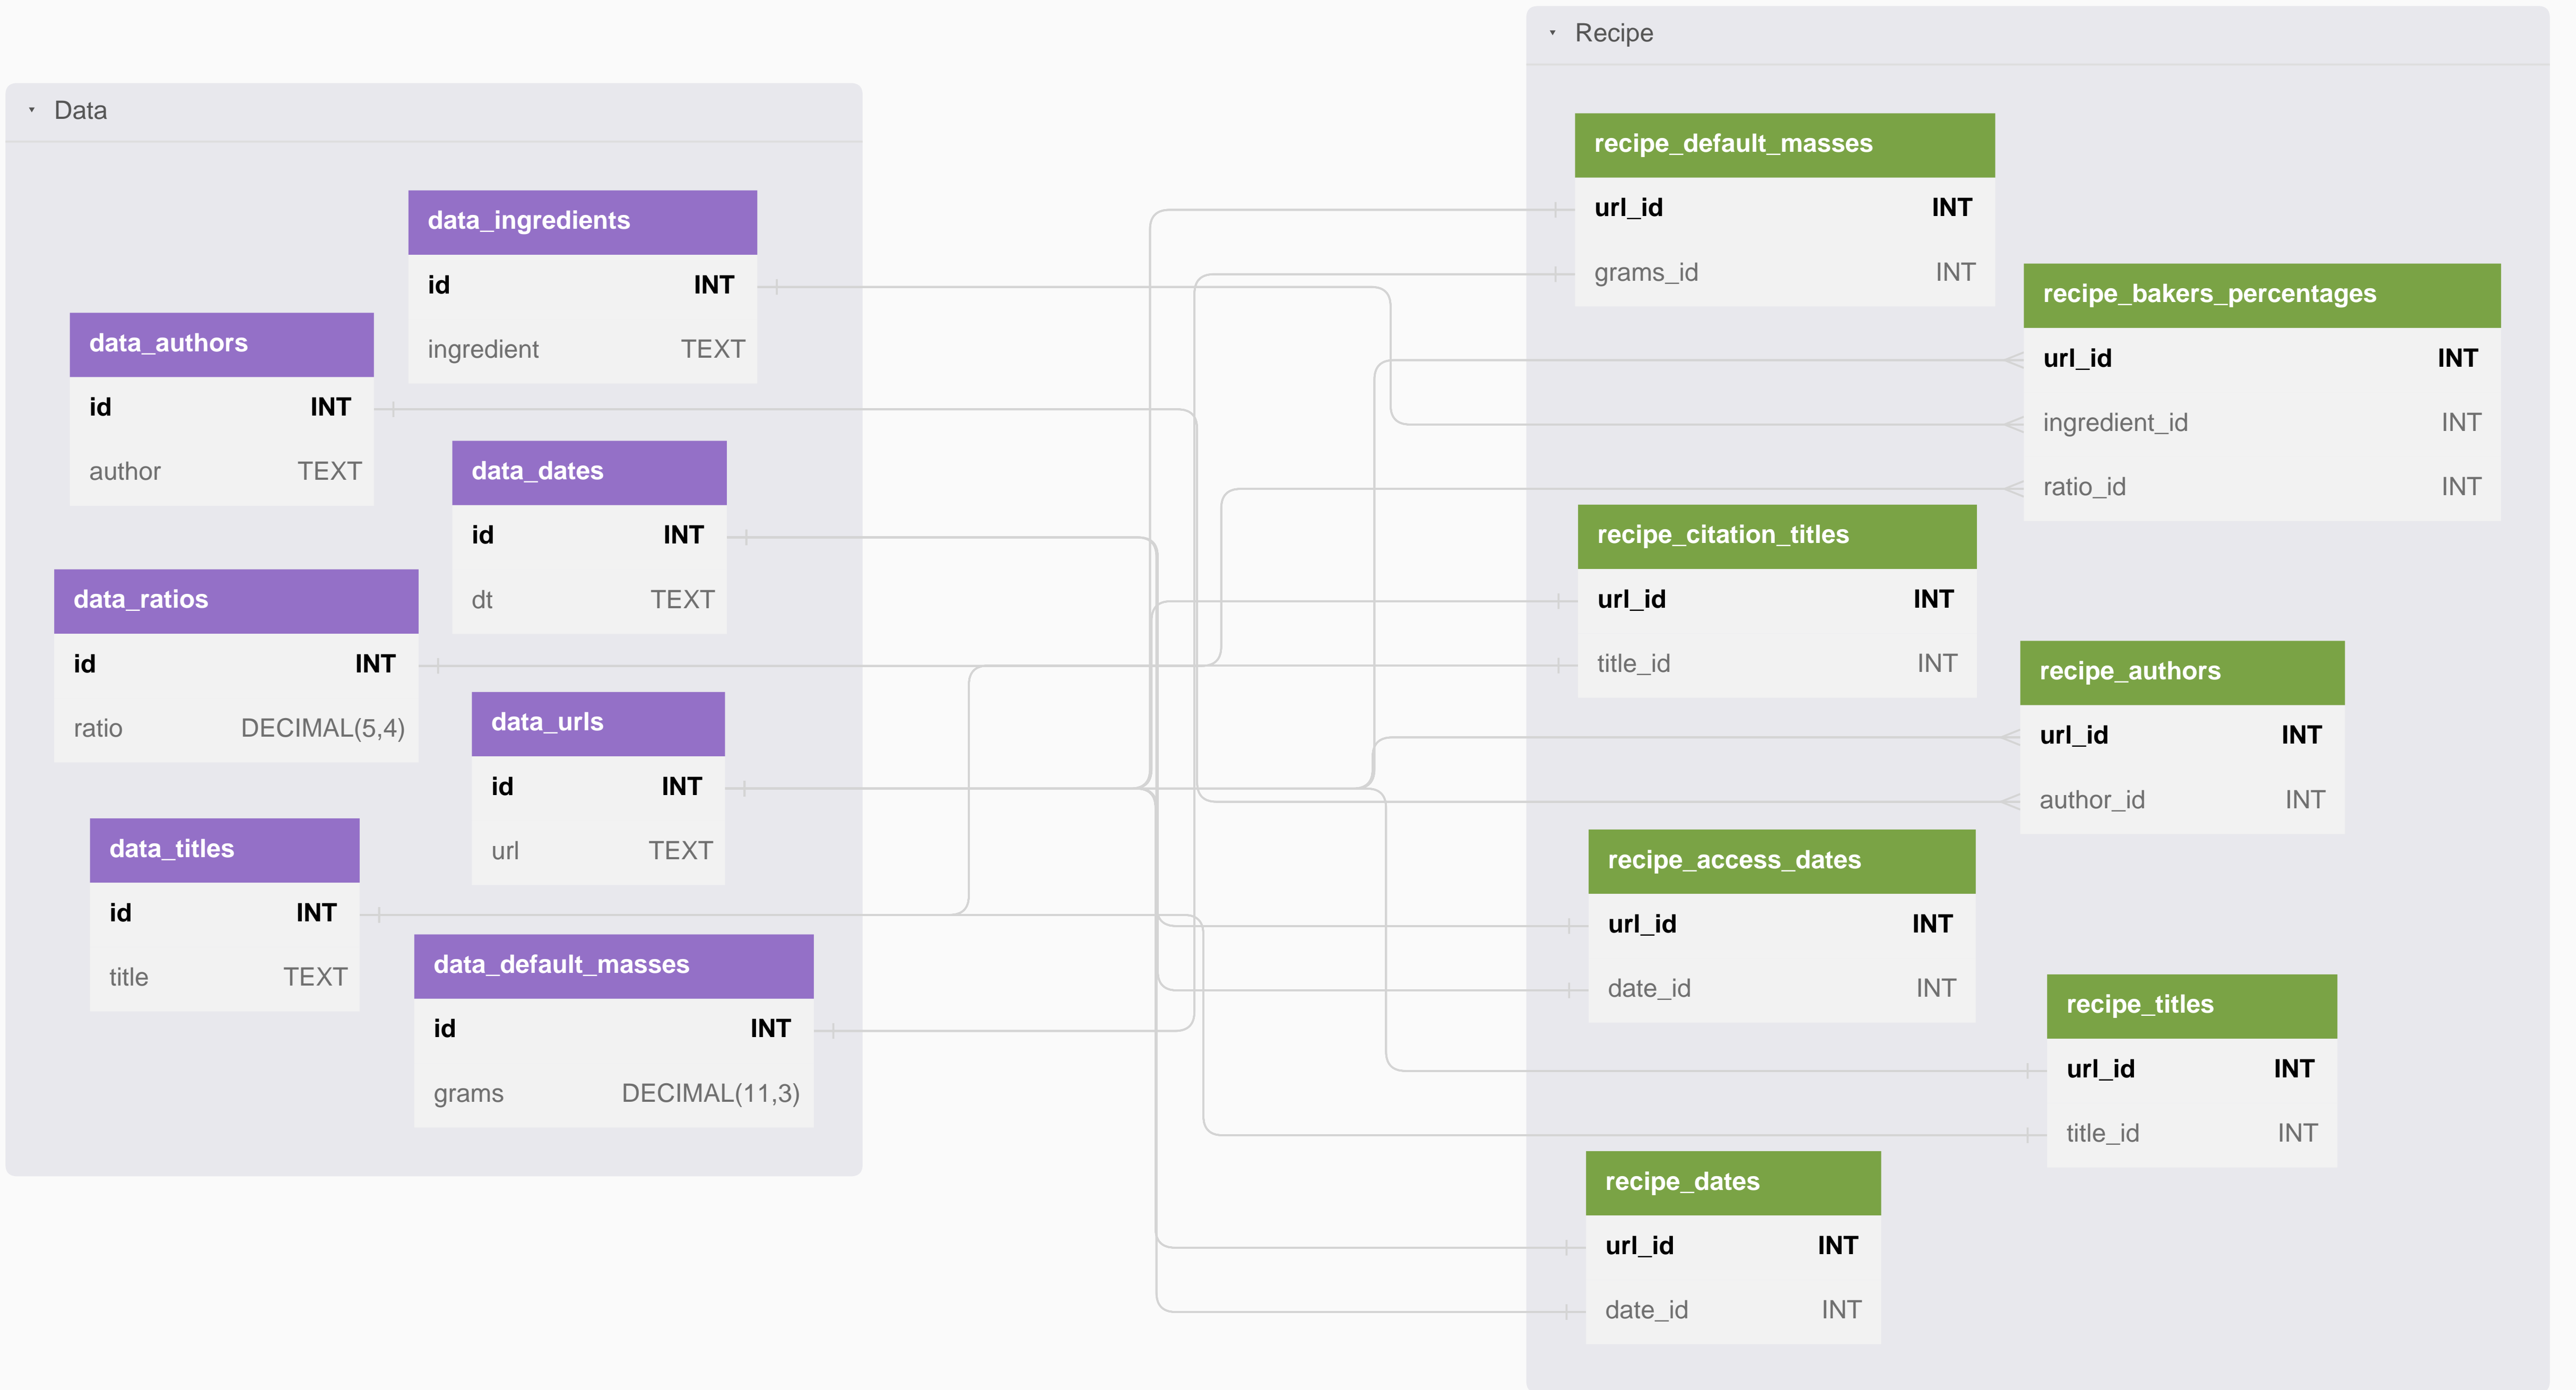 Data
data_ingredients
id INT
ingredient TEXT
data_authors
id INT
author TEXT
data_dates
id INT
dt TEXT
data_ratios
id INT
ratio DECIMAL(5,4)
data_urls
id INT
url TEXT
data_titles
id INT
title TEXT
data_default_masses
id INT
grams DECIMAL(11,3)
Recipe
recipe_default_masses
url_id INT
grams_id INT
recipe_bakers_percentages
url_id INT
ingredient_id INT
ratio_id INT
recipe_citation_titles
url_id INT
title_id INT
recipe_authors
url_id INT
author_id INT
recipe_access_dates
url_id INT
date_id INT
recipe_titles
url_id INT
title_id INT
recipe_dates
url_id INT
date_id INT